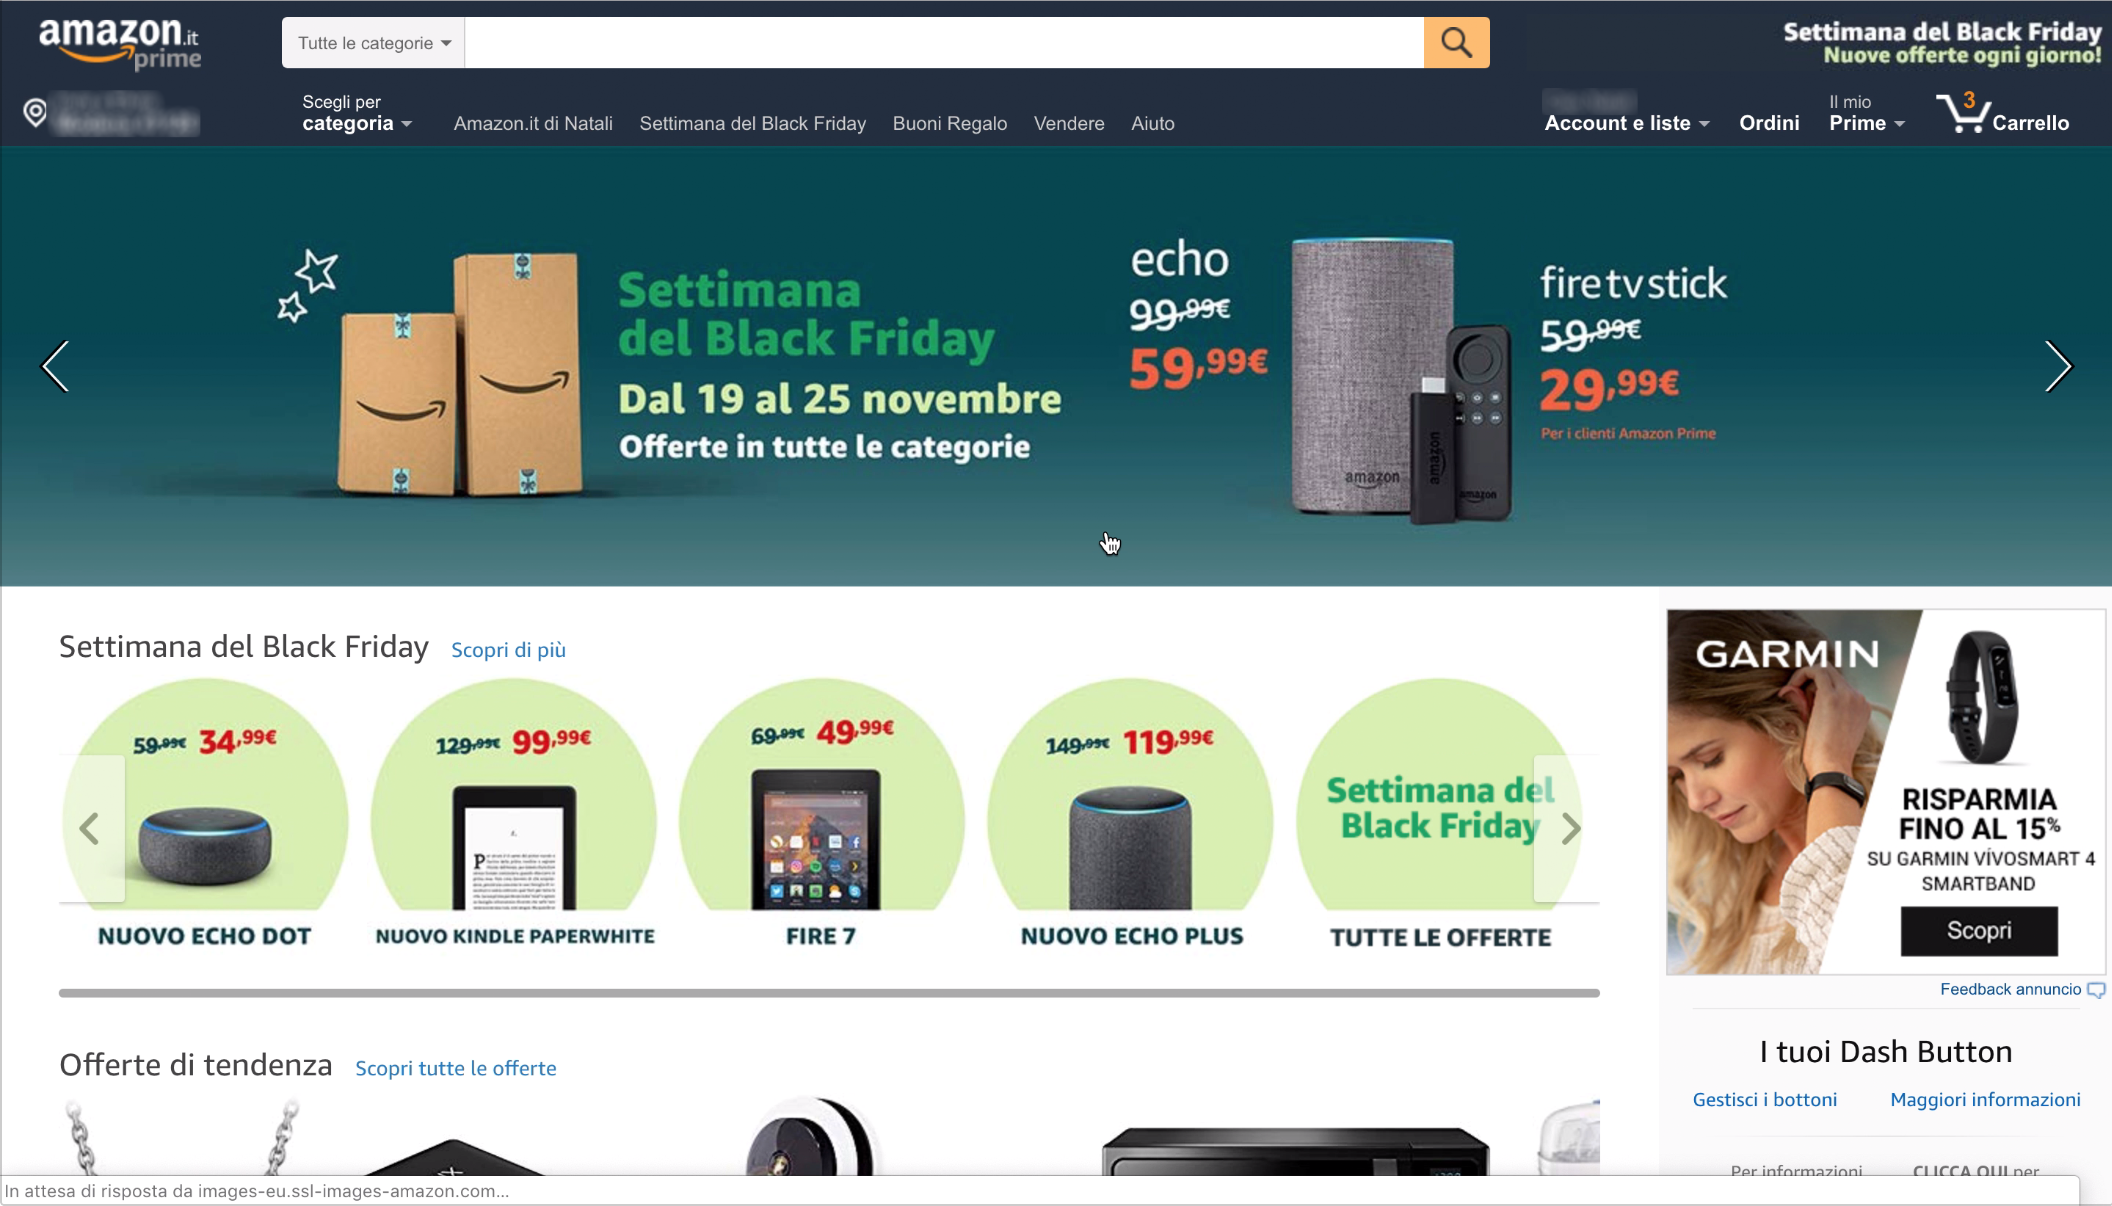 amazon.it
prime
Tutte le categorie
Settimana del Black Friday
Nuove offerte ogni giorno!
Scegli per
categoria
Amazon.it di Natali
Settimana del Black Friday
Buoni Regalo
Vendere
Aiuto
Account e liste
Ordini
Il mio
Prime
3
Carrello
Settimana
del Black Friday
Dal 19 al 25 novembre
Offerte in tutte le categorie
echo
99,99€
59,99€
amazon
amazon
amazon
fire tv stick
59,99€
29,99€
Per i clienti Amazon Prime
Settimana del Black Friday
Scopri di più
59,99€ 34,99€
129,99€ 99,99€
69,99€ 49,99€
149,99€ 119,99€
Settimana del
Black Friday
NUOVO ECHO DOT
NUOVO KINDLE PAPERWHITE
FIRE 7
NUOVO ECHO PLUS
TUTTE LE OFFERTE
GARMIN
RISPARMIA
FINO AL 15%
SU GARMIN VÍVOSMART 4
SMARTBAND
Scopri
Feedback annuncio
Offerte di tendenza
Scopri tutte le offerte
I tuoi Dash Button
Gestisci i bottoni
Maggiori informazioni
Per informazioni
CLICCA QUI per
In attesa di risposta da images-eu.ssl-images-amazon.com...